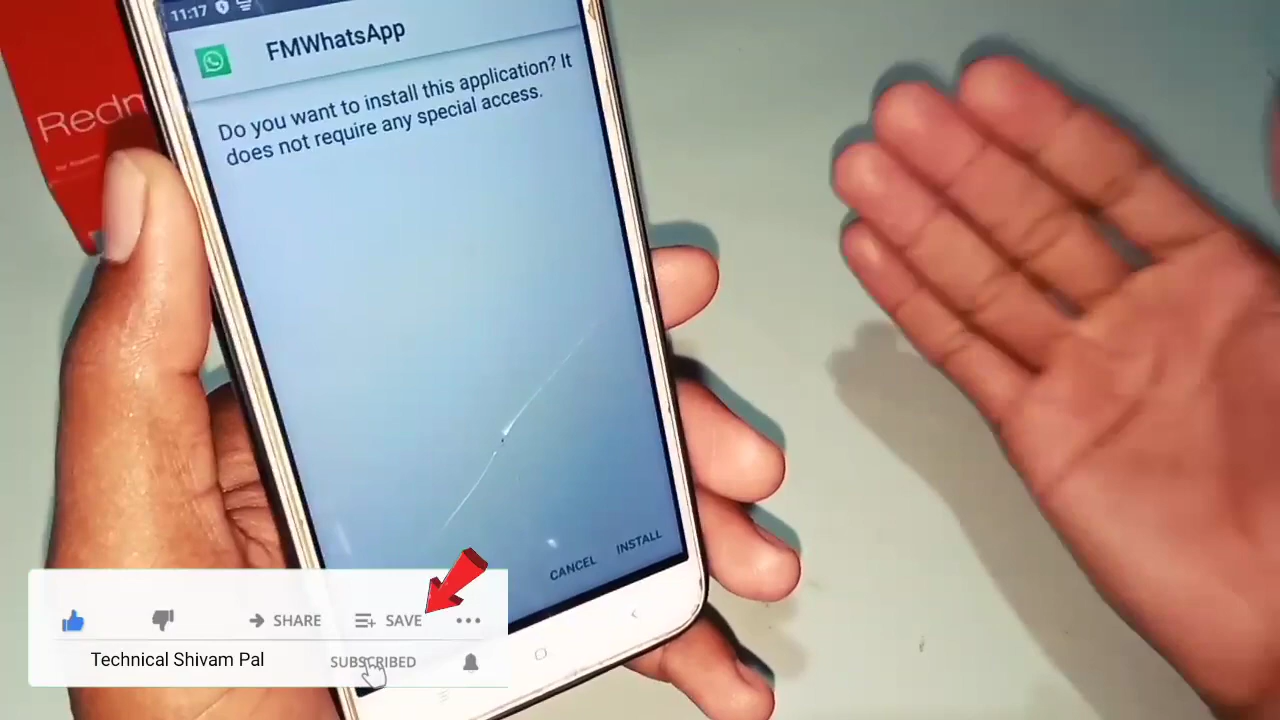 11:17
FMWhatsApp
Do you want to install this application? It
does not require any special access.
CANCEL INSTALL
SHARE SAVE
Technical Shivam Pal SUBSCRIBED